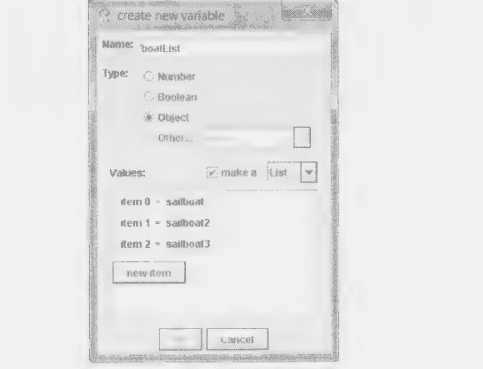 create new variable
Name: boatList
Type: Number
Boolean
Object
Other...
Values: make a List
item 0 = sailboat
item 1 = sailboat2
item 2 = sailboat3
new item
Cancel